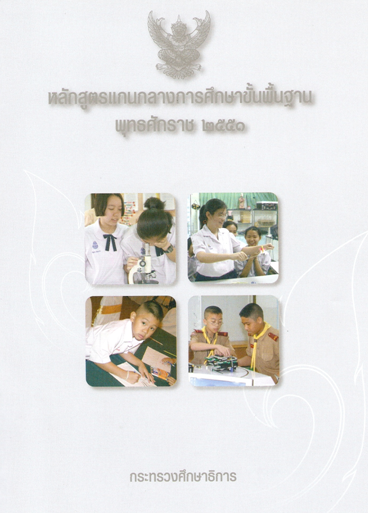 หลักสูตรแกนกลางการศึกษาขั้นพื้นฐาน
พุทธศักราช ๒๕๕๑
กระทรวงศึกษาธิการ